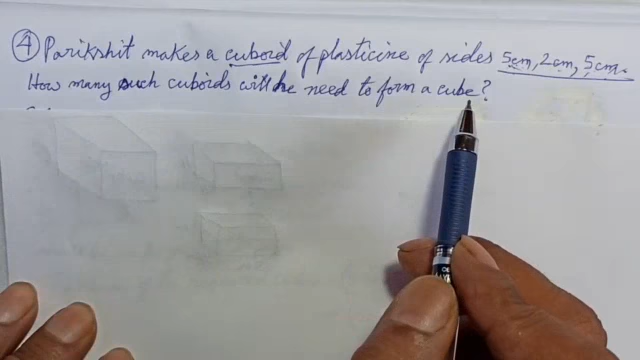 ④ Parikshit makes a cuboid of plasticine of sides 5cm, 2cm, 5cm.
How many such cuboids will he need to form a cube?